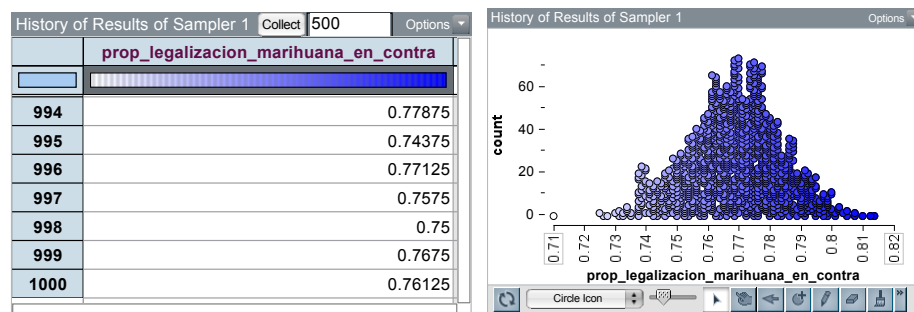 History of Results of Sampler 1 Collect 500 Options
prop_legalizacion_marihuana_en_contra
994 0.77875
995 0.74375
996 0.77125
997 0.7575
998 0.75
999 0.7675
1000 0.76125
History of Results of Sampler 1 Options
60
40
20
0
count
0.71 0.72 0.73 0.74 0.75 0.76 0.77 0.78 0.79 0.8 0.81 0.82
prop_legalizacion_marihuana_en_contra
Circle Icon